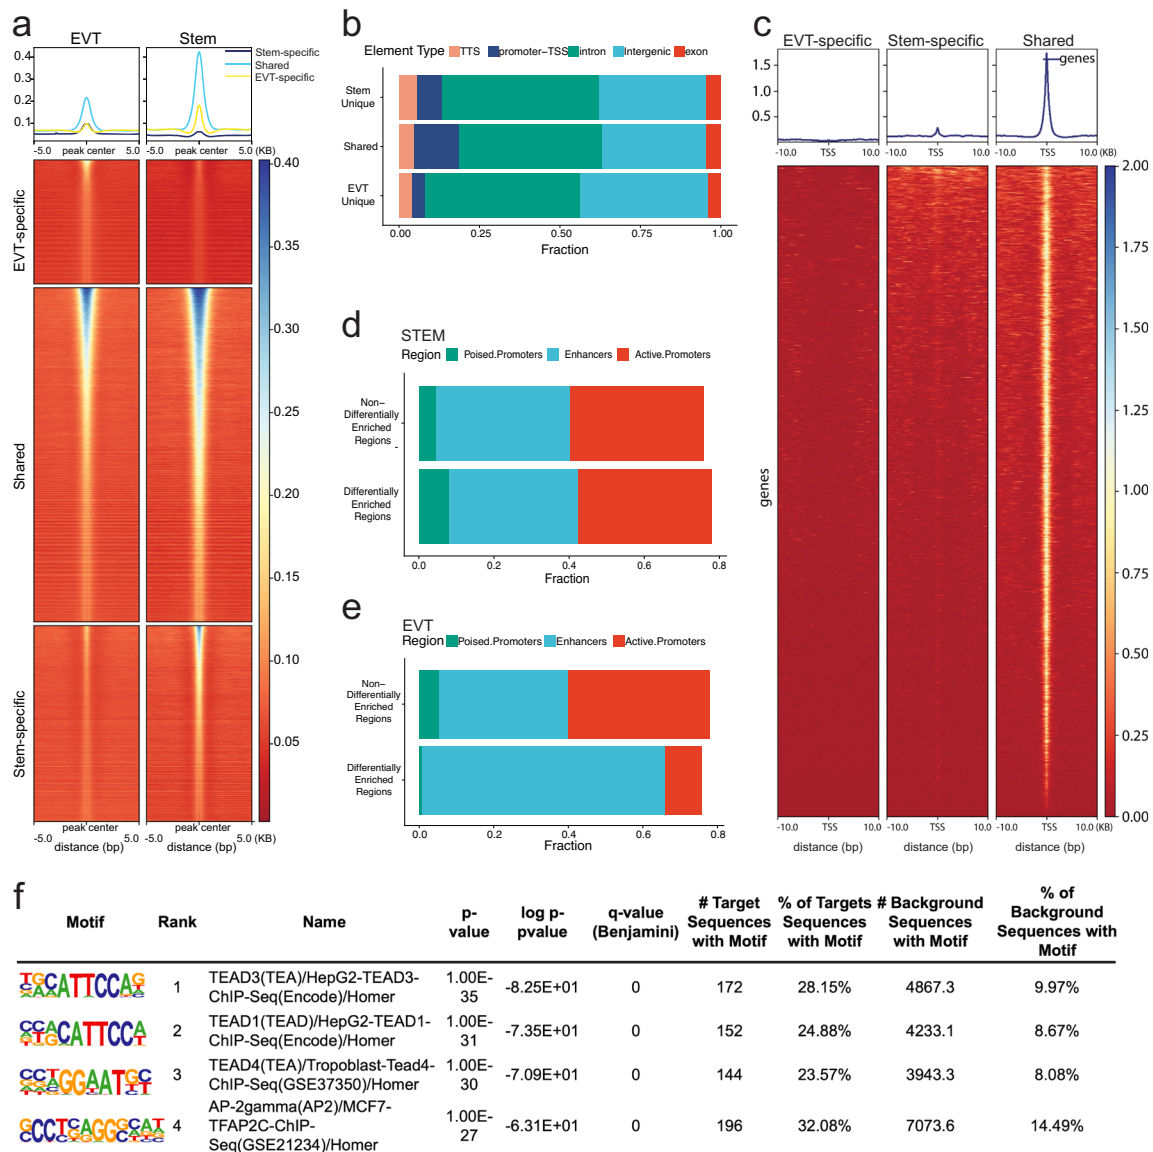 a
EVT
Stem
Stem-specific
Shared
EVT-specific
0.4
0.3
0.2
0.1
-5.0 peak center 5.0
-5.0 peak center 5.0 (KB)
EVT-specific
Shared
Stem-specific
0.40
0.35
0.30
0.25
0.20
0.15
0.10
0.05
peak center
-5.0 5.0
distance (bp)
peak center
-5.0 5.0 (KB)
distance (bp)
b
Element Type TTS promoter-TSS intron Intergenic exon
Stem
Unique
Shared
EVT
Unique
0.00 0.25 0.50 0.75 1.00
Fraction
c
EVT-specific
Stem-specific
Shared
genes
1.5
1.0
0.5
-10.0 TSS 10.0
-10.0 TSS 10.0
-10.0 TSS 10.0 (KB)
genes
2.00
1.75
1.50
1.25
1.00
0.75
0.50
0.25
0.00
-10.0 TSS 10.0
distance (bp)
-10.0 TSS 10.0
distance (bp)
-10.0 TSS 10.0 (KB)
distance (bp)
d
STEM
Region Poised.Promoters Enhancers Active.Promoters
Non-
Differentially
Enriched
Regions
Differentially
Enriched
Regions
0.0 0.2 0.4 0.6 0.8
Fraction
e
EVT
Region Poised.Promoters Enhancers Active.Promoters
Non-
Differentially
Enriched
Regions
Differentially
Enriched
Regions
0.0 0.2 0.4 0.6 0.8
Fraction
f
Motif Rank Name p-value log p-pvalue q-value (Benjamini) # Target Sequences with Motif % of Targets Sequences with Motif # Background Sequences with Motif % of Background Sequences with Motif
1 TEAD3(TEA)/HepG2-TEAD3-ChIP-Seq(Encode)/Homer 1.00E-35 -8.25E+01 0 172 28.15% 4867.3 9.97%
2 TEAD1(TEAD)/HepG2-TEAD1-ChIP-Seq(Encode)/Homer 1.00E-31 -7.35E+01 0 152 24.88% 4233.1 8.67%
3 TEAD4(TEA)/Tropoblast-Tead4-ChIP-Seq(GSE37350)/Homer 1.00E-30 -7.09E+01 0 144 23.57% 3943.3 8.08%
4 AP-2gamma(AP2)/MCF7-TFAP2C-ChIP-Seq(GSE21234)/Homer 1.00E-27 -6.31E+01 0 196 32.08% 7073.6 14.49%